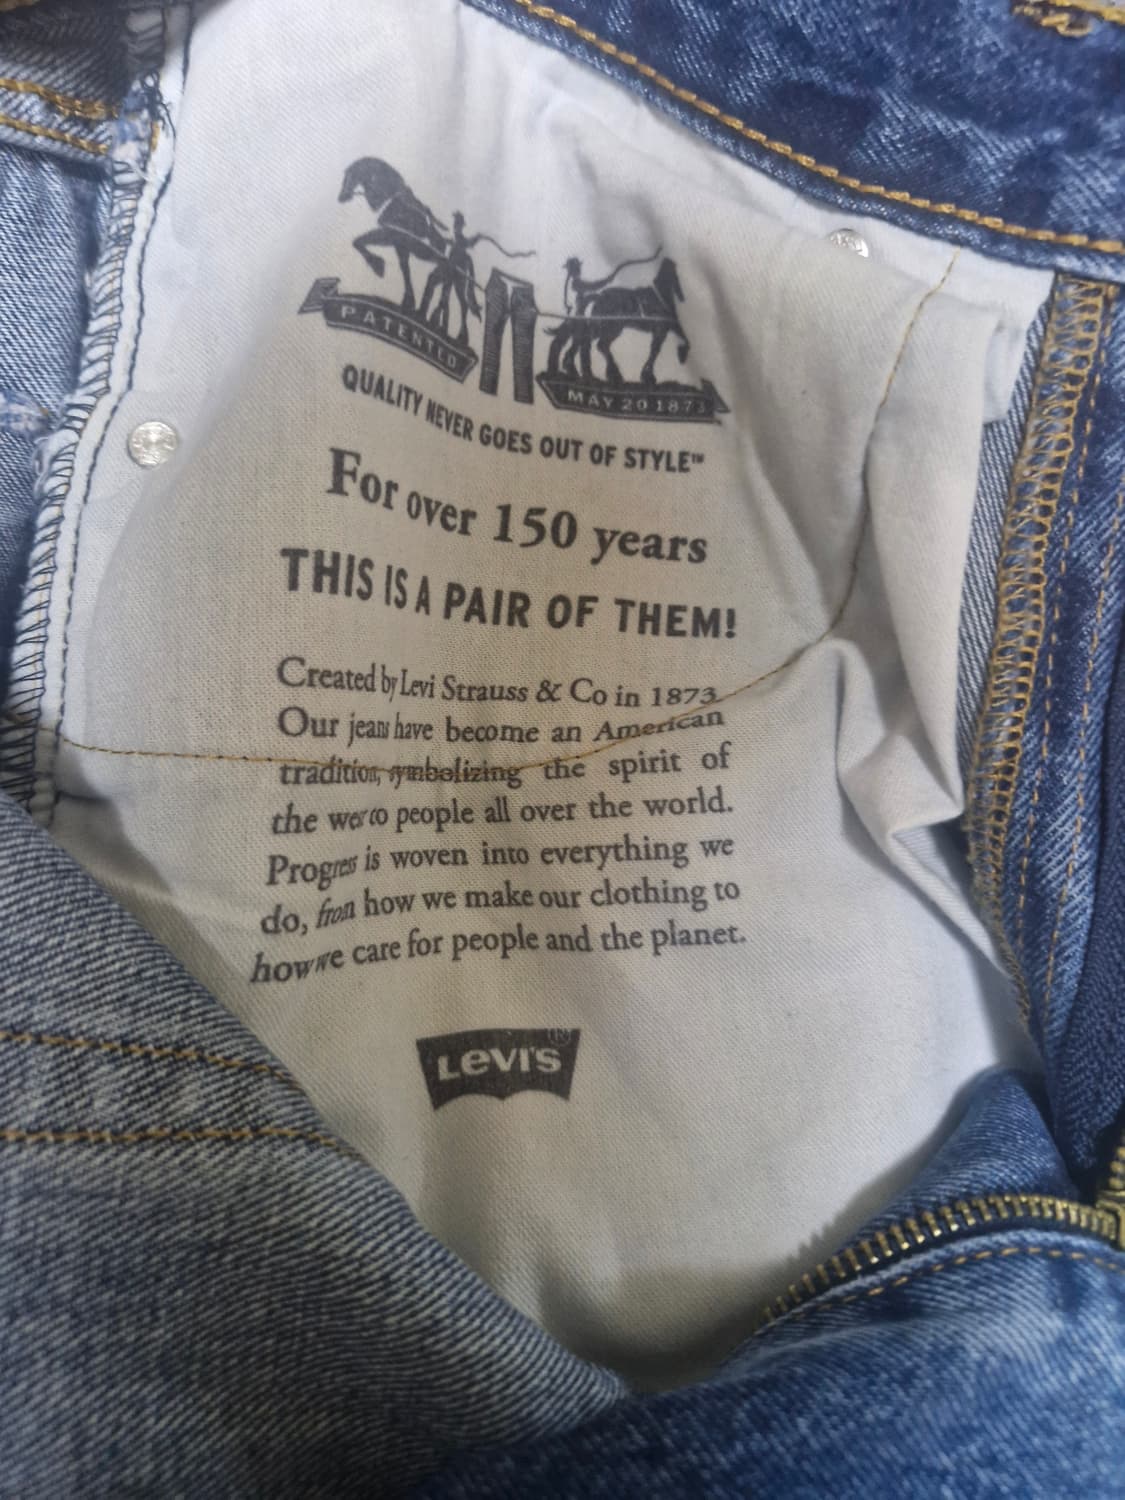 PATENTED
MAY 20 1873
QUALITY NEVER GOES OUT OF STYLE™
For over 150 years
THIS IS A PAIR OF THEM!
Created by Levi Strauss & Co in 1873
Our jeans have become an American
tradition, symbolizing the spirit of
the west to people all over the world.
Progress is woven into everything we
do, from how we make our clothing to
how we care for people and the planet.
LEVI'S®